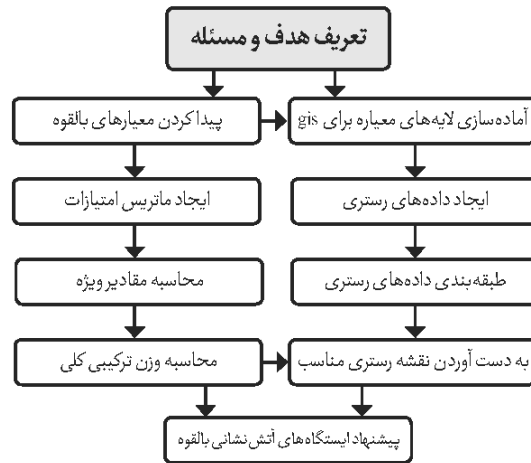 تعریف هدف و مسئله
پیدا کردن معیارهای بالقوه
آماده‌سازی لایه‌های معیاره برای gis
ایجاد ماتریس امتیازات
ایجاد داده‌های رستری
محاسبه مقادیر ویژه
طبقه‌بندی داده‌های رستری
محاسبه وزن ترکیبی کلی
به دست آوردن نقشه رستری مناسب
پیشنهاد ایستگاه‌های آتش‌نشانی بالقوه